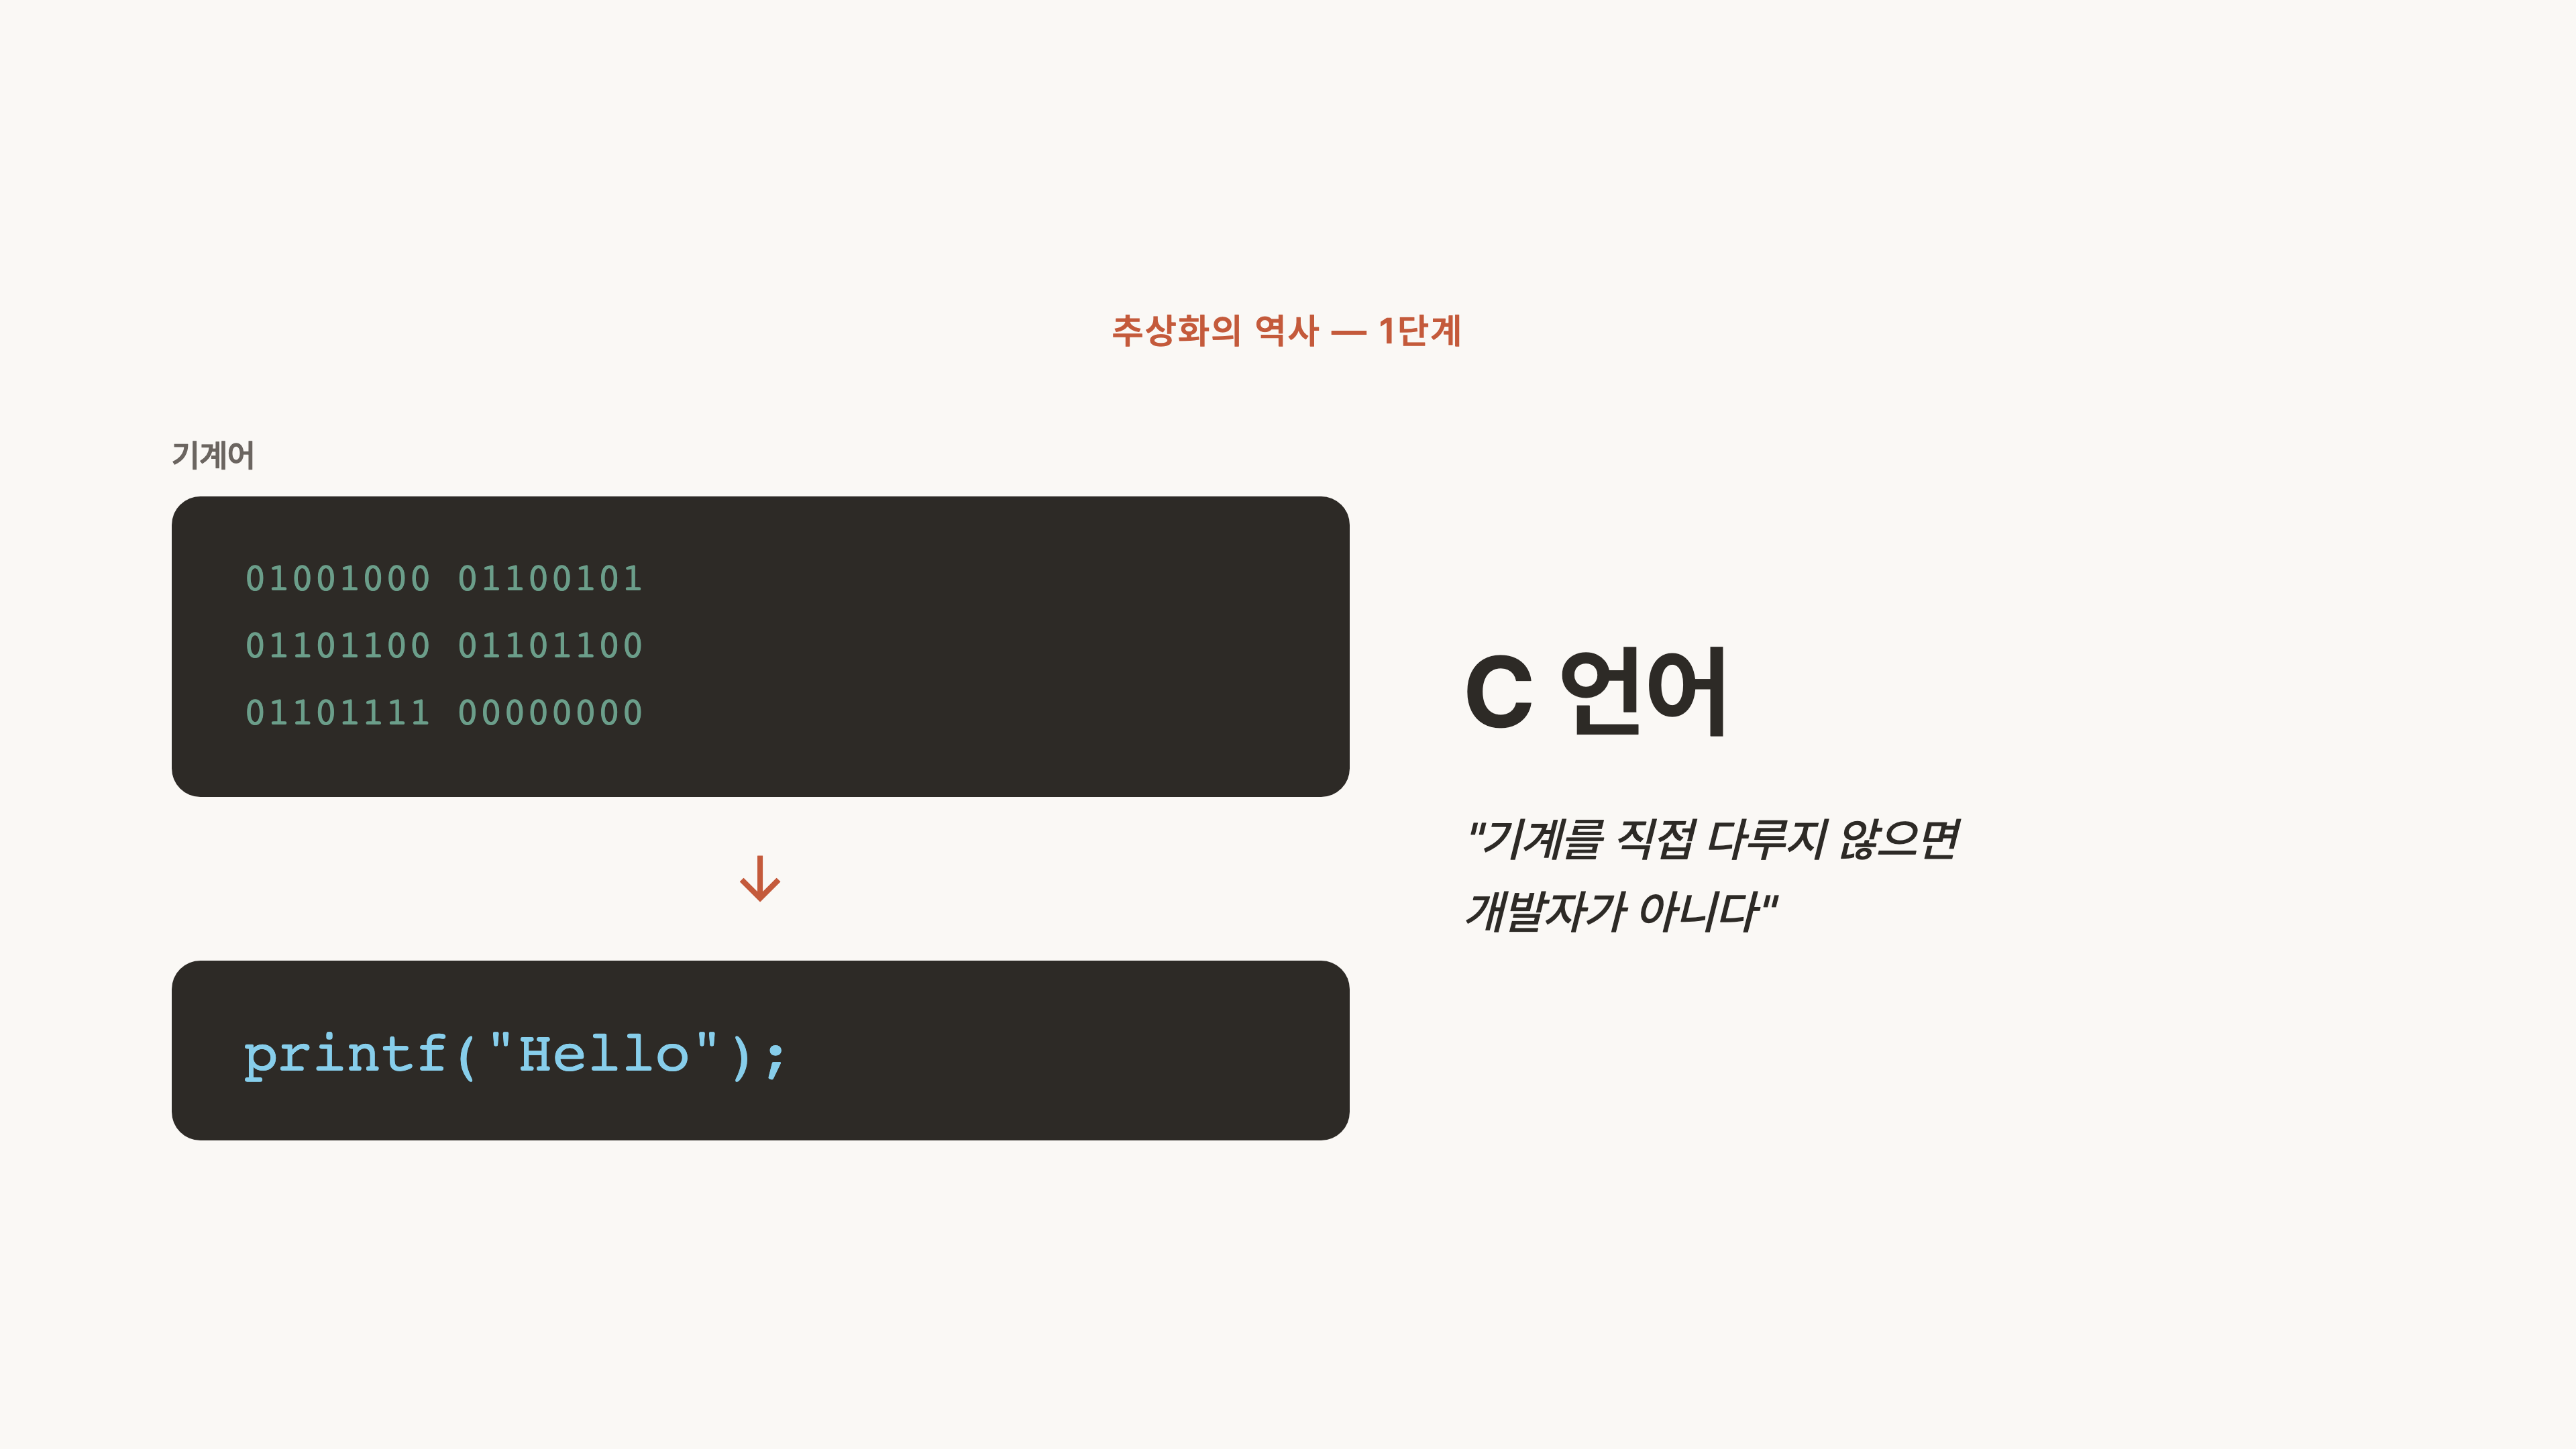 추상화의 역사 — 1단계
기계어
01001000 01100101
01101100 01101100
01101111 00000000
printf("Hello");
C 언어
"기계를 직접 다루지 않으면
개발자가 아니다"